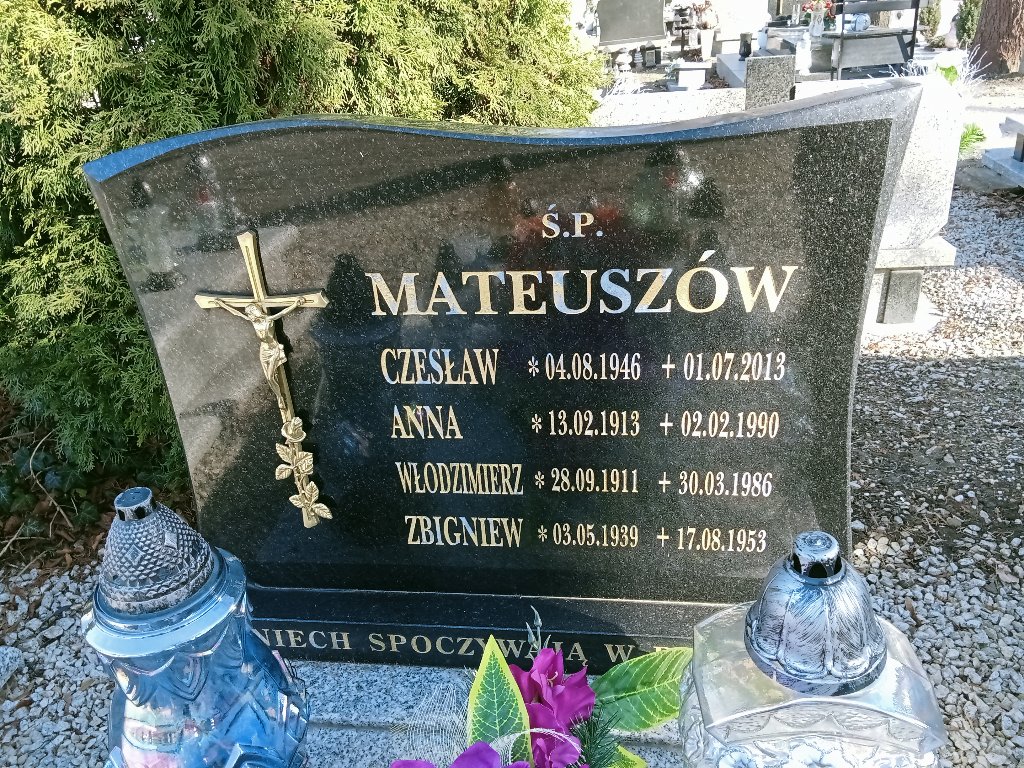 Ś.P.
MATEUSZÓW
CZESŁAW * 04.08.1946 + 01.07.2013
ANNA * 13.02.1913 + 02.02.1990
WŁODZIMIERZ * 28.09.1911 + 30.03.1986
ZBIGNIEW * 03.05.1939 + 17.08.1953
NIECH SPOCZYWAJĄ W